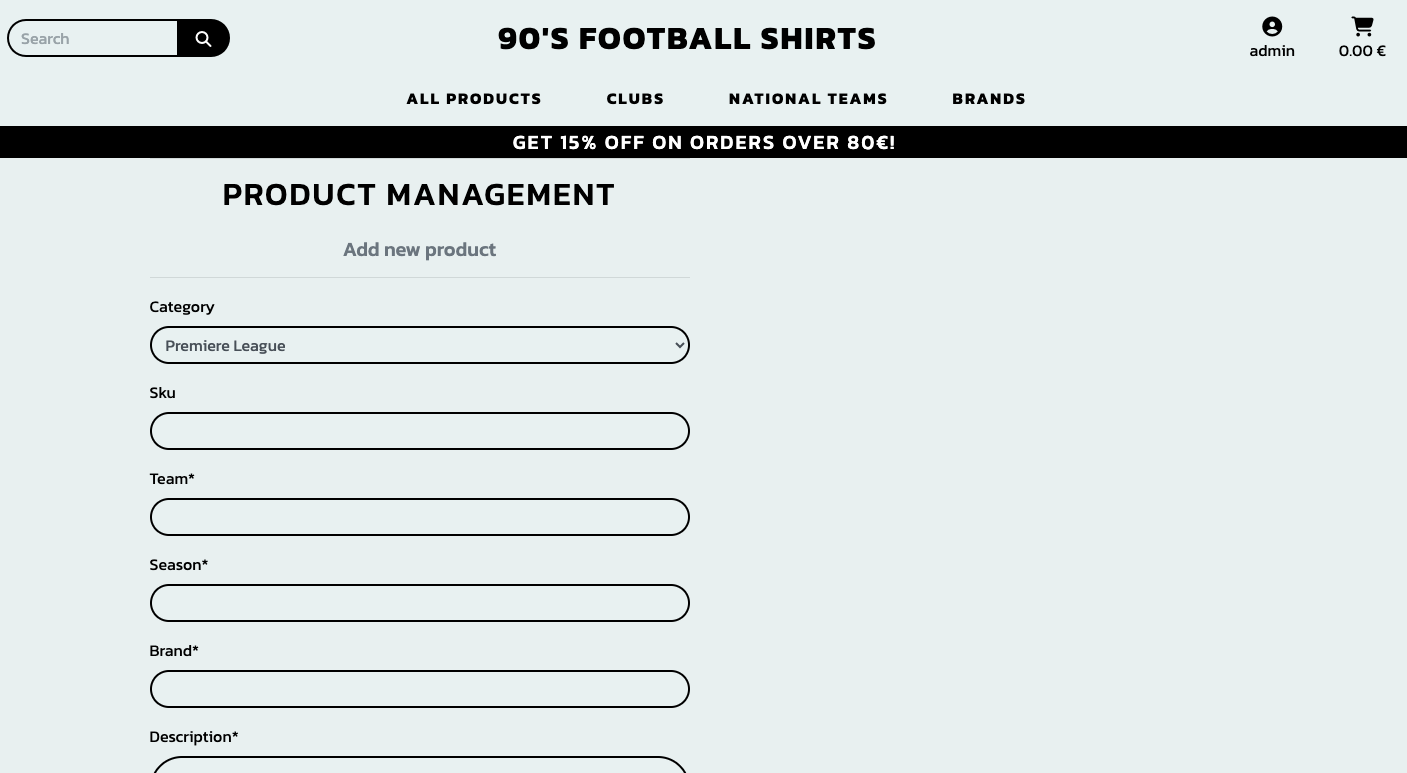 Search
90'S FOOTBALL SHIRTS
admin
0.00 €
ALL PRODUCTS
CLUBS
NATIONAL TEAMS
BRANDS
GET 15% OFF ON ORDERS OVER 80€!
PRODUCT MANAGEMENT
Add new product
Category
Premiere League
Sku
Team*
Season*
Brand*
Description*